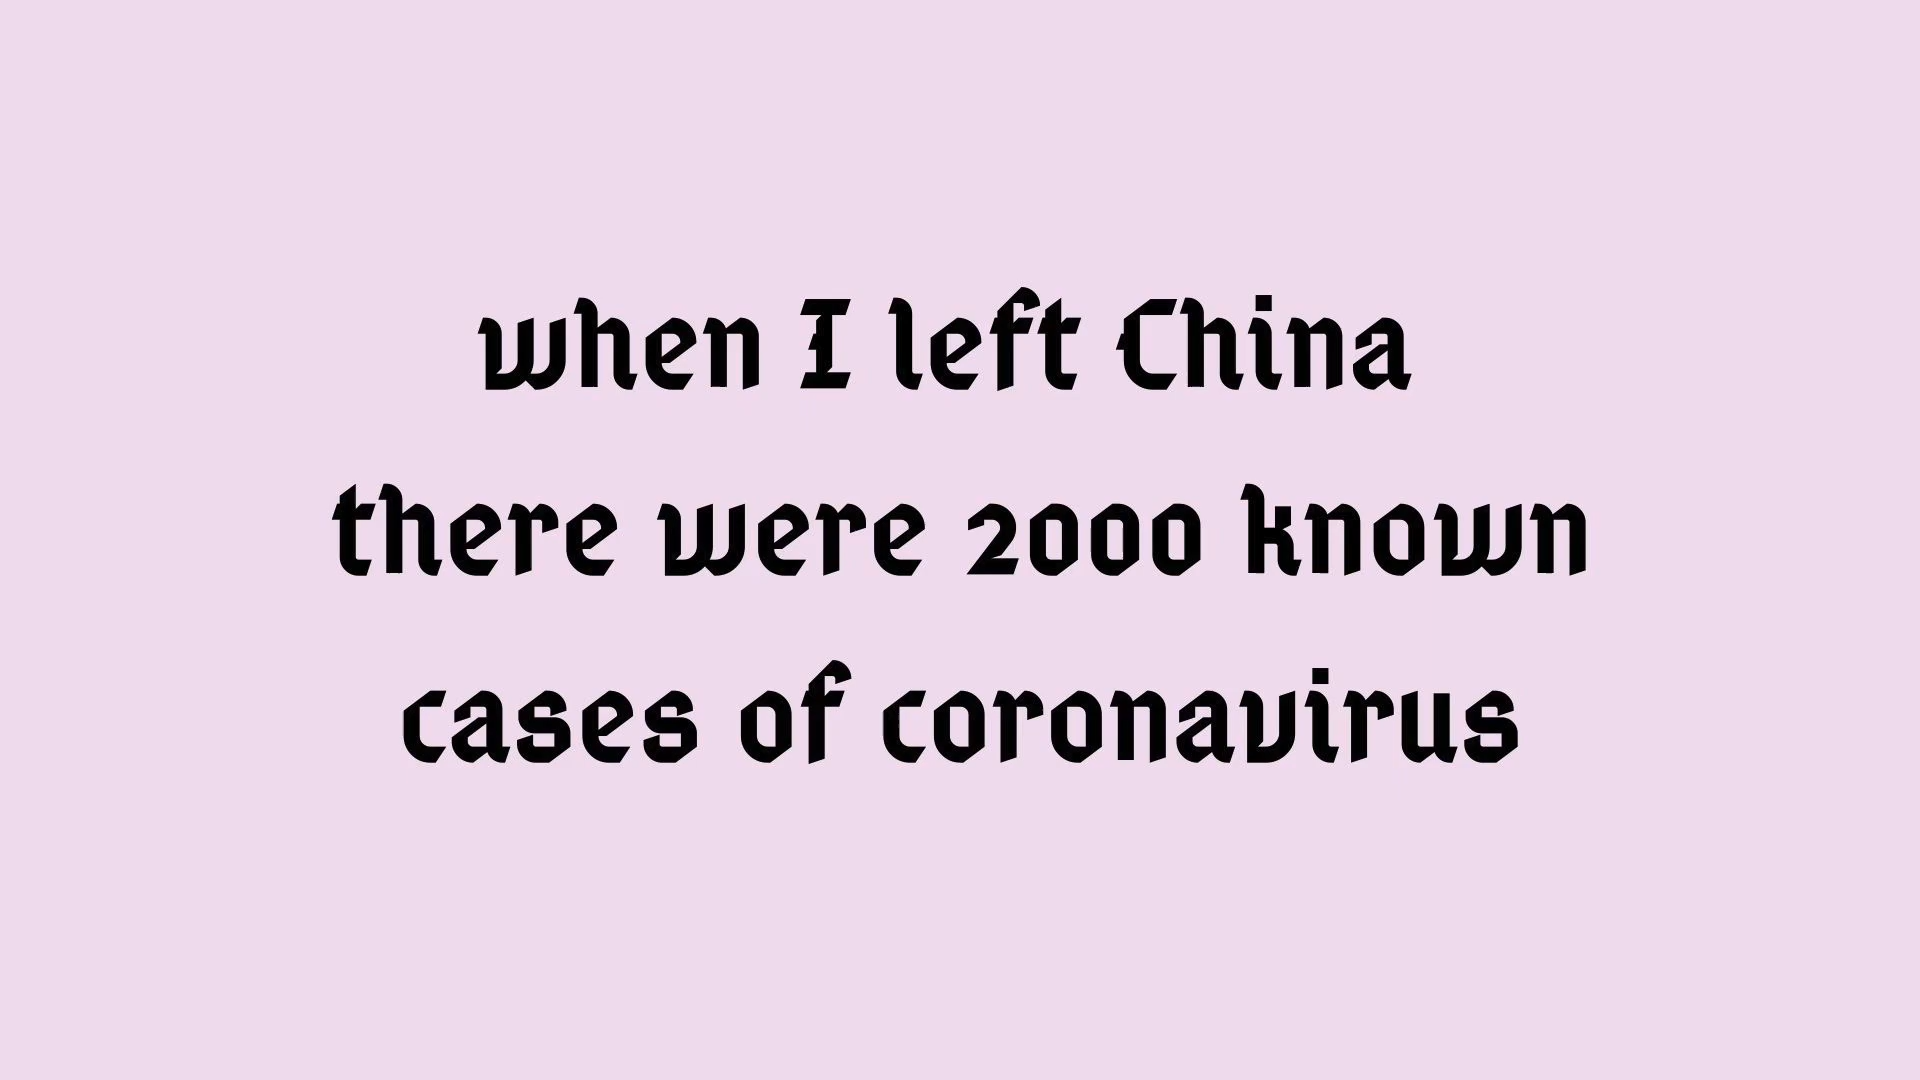 when I left China
there were 2000 known
cases of coronavirus